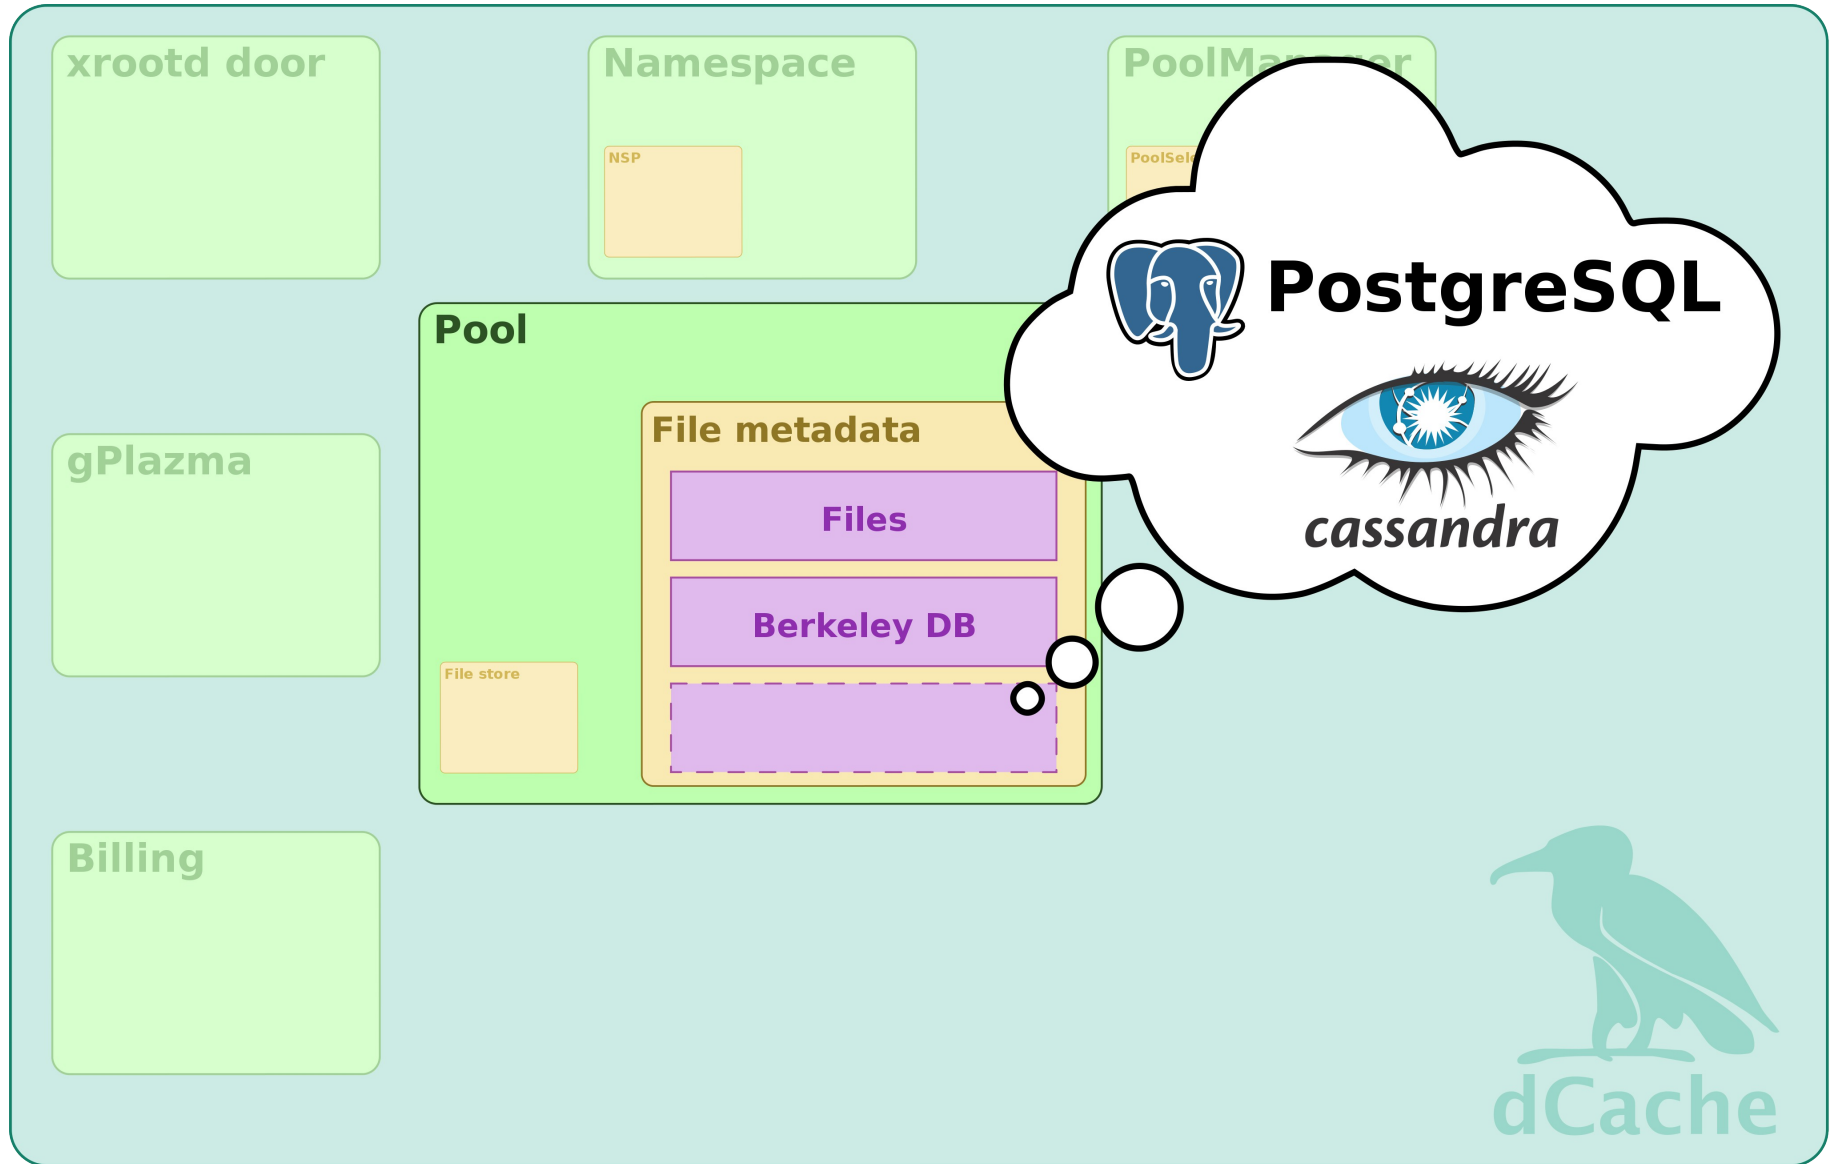 xrootd door
Namespace
NSP
Pool
File metadata
Files
Berkeley DB
File store
PostgreSQL
cassandra
gPlazma
Billing
dCache